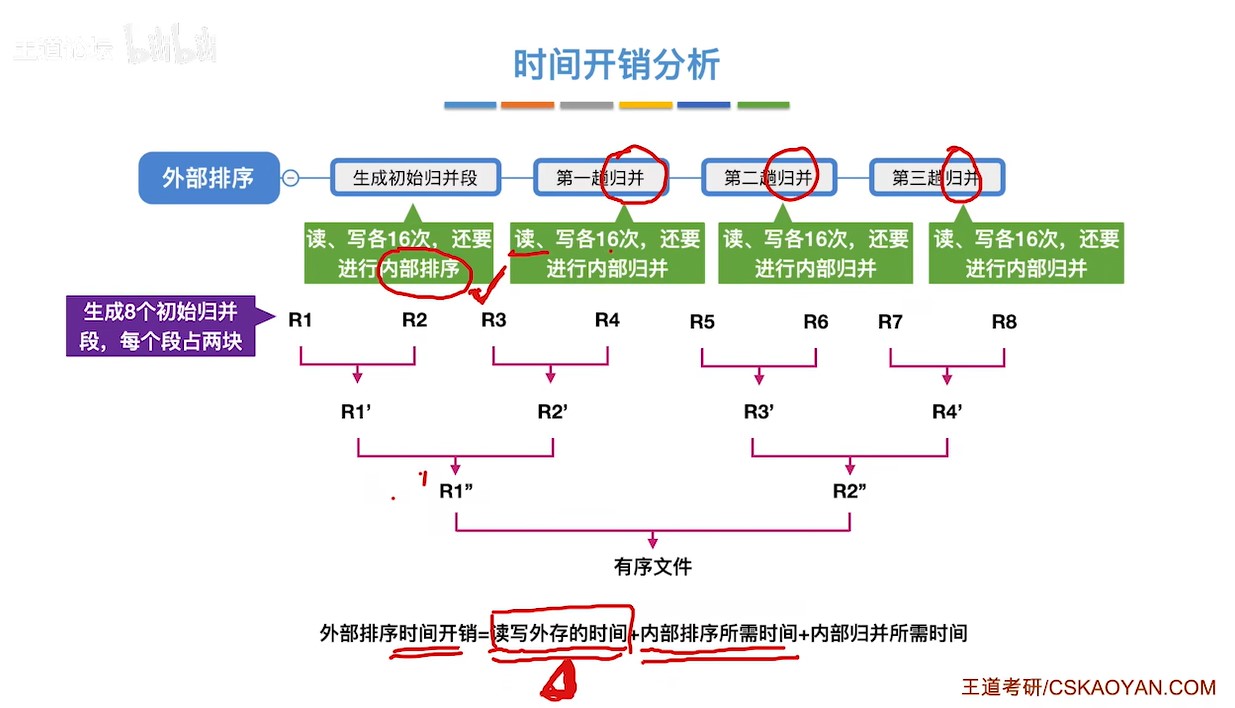 王道论坛 bilibili
时间开销分析
外部排序
生成初始归并段
第一趟归并
第二趟归并
第三趟归并
读、写各16次，还要
进行内部排序
读、写各16次，还要
进行内部归并
读、写各16次，还要
进行内部归并
读、写各16次，还要
进行内部归并
生成8个初始归并
段，每个段占两块
R1 R2 R3 R4 R5 R6 R7 R8
R1’ R2’ R3’ R4’
R1” R2”
有序文件
外部排序时间开销=读写外存的时间+内部排序所需时间+内部归并所需时间
王道考研/CSKAOYAN.COM